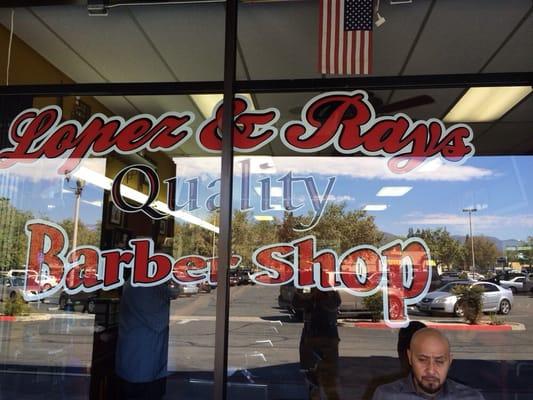 Lopez & Rays
Quality
Barber shop